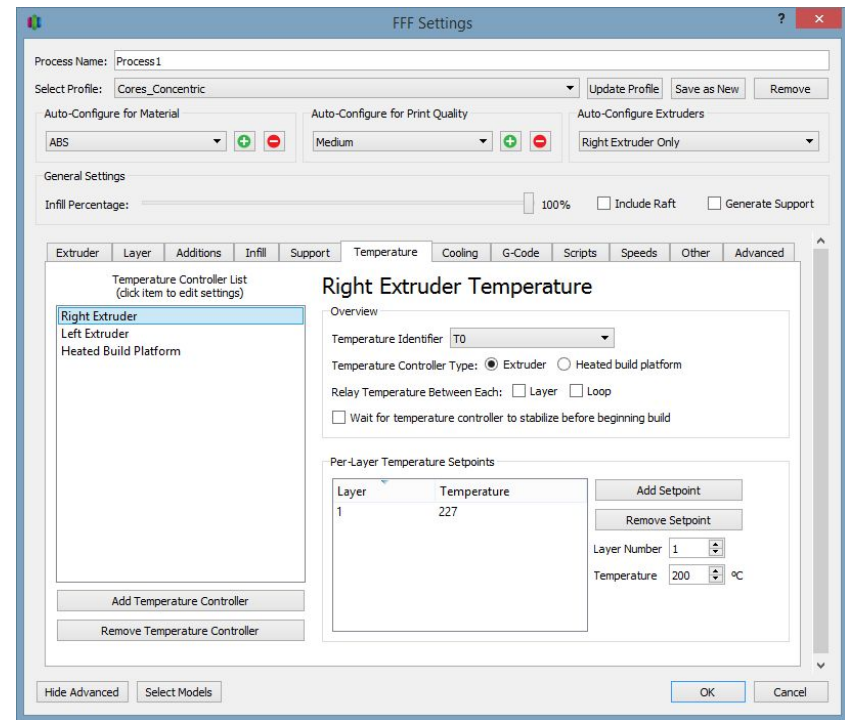 FFF Settings
?
Process Name: Process1
Select Profile: Cores_Concentric Update Profile Save as New Remove
Auto-Configure for Material Auto-Configure for Print Quality Auto-Configure Extruders
ABS Medium Right Extruder Only
General Settings
Infill Percentage: 100% Include Raft Generate Support
Extruder Layer Additions Infill Support Temperature Cooling G-Code Scripts Speeds Other Advanced
Temperature Controller List
(click item to edit settings)
Right Extruder
Left Extruder
Heated Build Platform
Add Temperature Controller
Remove Temperature Controller
Right Extruder Temperature
Overview
Temperature Identifier T0
Temperature Controller Type: Extruder Heated build platform
Relay Temperature Between Each: Layer Loop
Wait for temperature controller to stabilize before beginning build
Per-Layer Temperature Setpoints
Layer Temperature
1 227
Add Setpoint
Remove Setpoint
Layer Number 1
Temperature 200 ºC
Hide Advanced Select Models OK Cancel